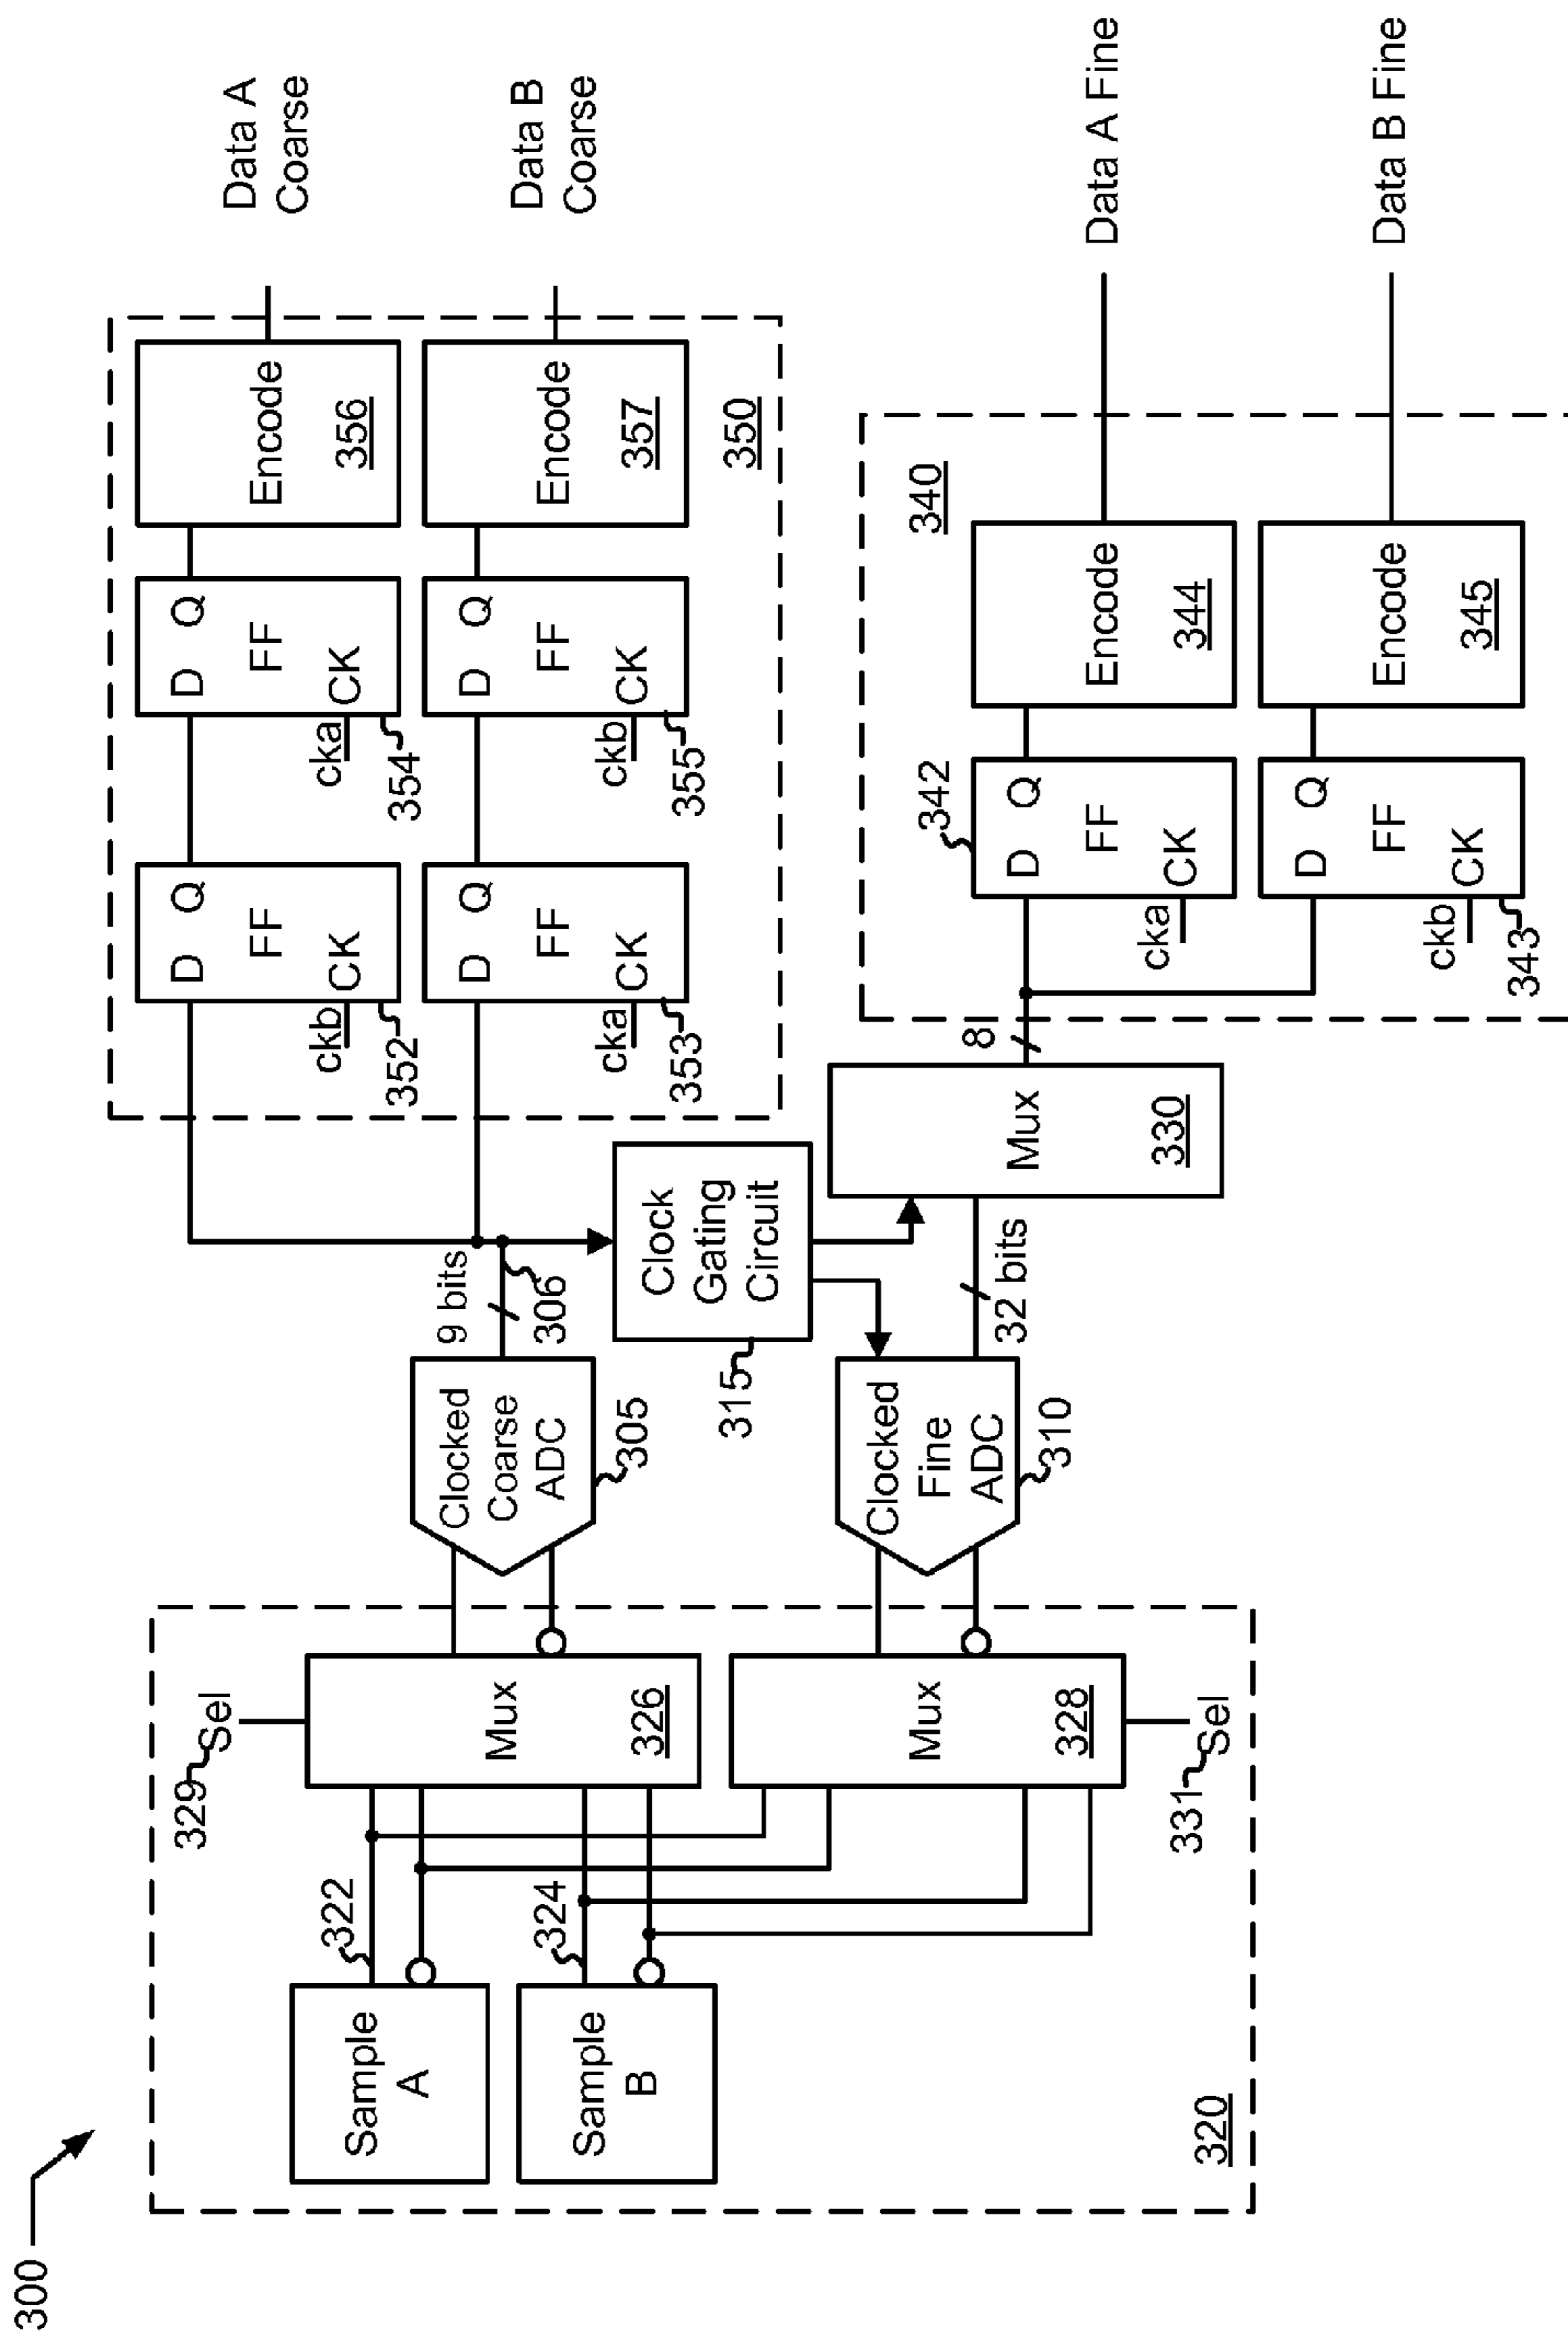 300
320
Sample
A
322
Sample
B
324
329
Sel
Mux
326
Mux
328
331
Sel
Clocked
Coarse
ADC
305
9 bits
306
Clocked
Fine
ADC
310
32 bits
315
Clock
Gating
Circuit
Mux
330
8
350
D Q
FF
CK
ckb
352
D Q
FF
CK
cka
354
Encode
356
Data A
Coarse
D Q
FF
CK
cka
353
D Q
FF
CK
ckb
355
Encode
357
Data B
Coarse
340
342
D Q
FF
CK
cka
Encode
344
Data A Fine
D Q
FF
CK
ckb
343
Encode
345
Data B Fine